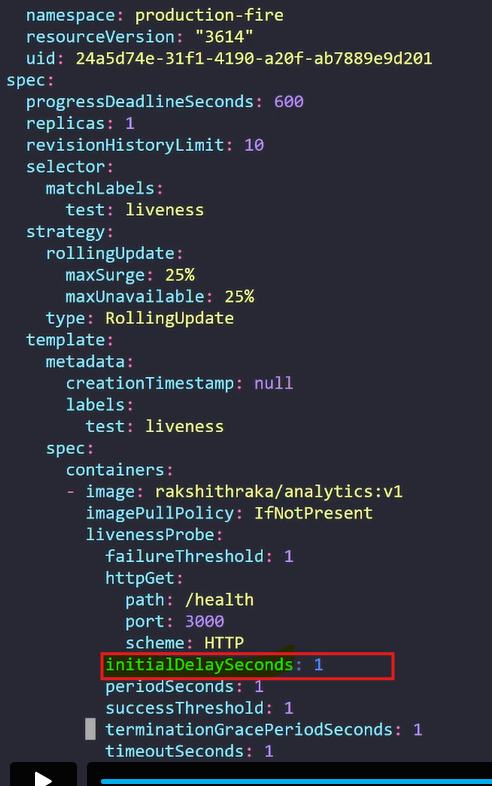 namespace: production-fire
resourceVersion: "3614"
uid: 24a5d74e-31f1-4190-a20f-ab7889e9d201
spec:
progressDeadlineSeconds: 600
replicas: 1
revisionHistoryLimit: 10
selector:
matchLabels:
test: liveness
strategy:
rollingUpdate:
maxSurge: 25%
maxUnavailable: 25%
type: RollingUpdate
template:
metadata:
creationTimestamp: null
labels:
test: liveness
spec:
containers:
- image: rakshithraka/analytics:v1
imagePullPolicy: IfNotPresent
livenessProbe:
failureThreshold: 1
httpGet:
path: /health
port: 3000
scheme: HTTP
initialDelaySeconds: 1
periodSeconds: 1
successThreshold: 1
terminationGracePeriodSeconds: 1
timeoutSeconds: 1